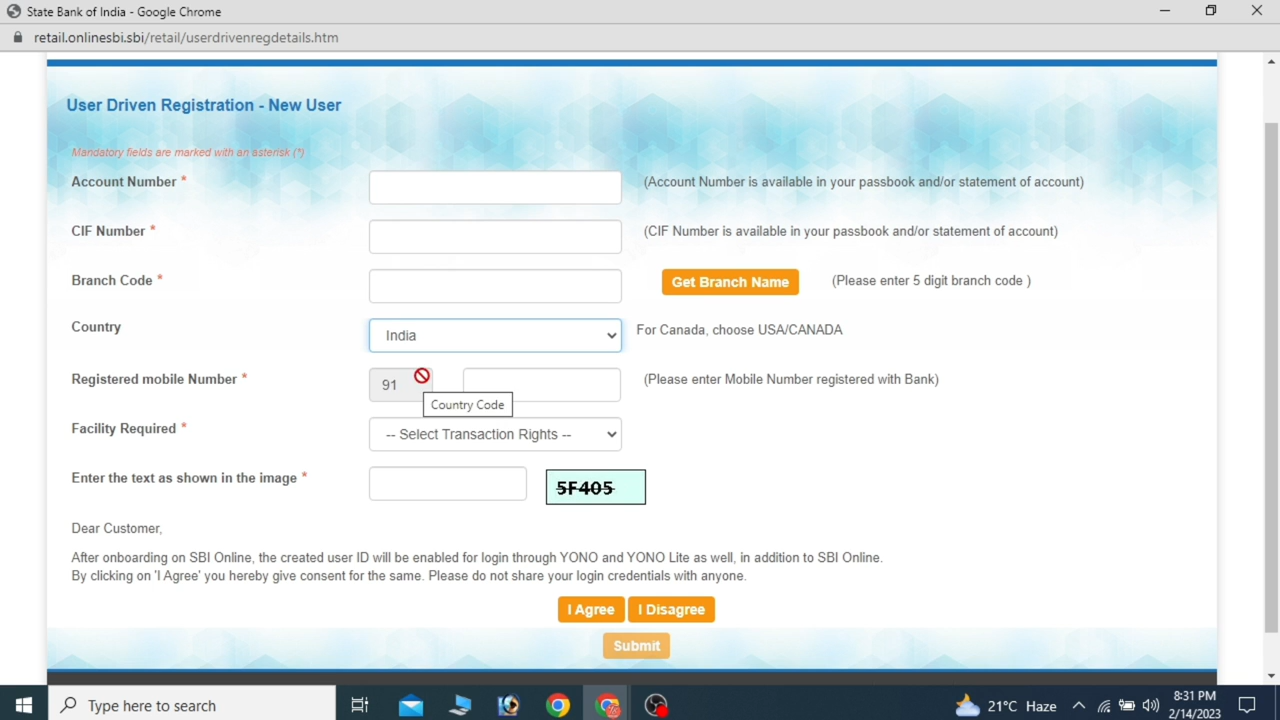 State Bank of India - Google Chrome
retail.onlinesbi.sbi/retail/userdrivenregdetails.htm
User Driven Registration - New User
Mandatory fields are marked with an asterisk (*)
Account Number * (Account Number is available in your passbook and/or statement of account)
CIF Number * (CIF Number is available in your passbook and/or statement of account)
Branch Code * Get Branch Name (Please enter 5 digit branch code )
Country India For Canada, choose USA/CANADA
Registered mobile Number * 91 (Please enter Mobile Number registered with Bank)
Country Code
Facility Required * -- Select Transaction Rights --
Enter the text as shown in the image * 5F405
Dear Customer,
After onboarding on SBI Online, the created user ID will be enabled for login through YONO and YONO Lite as well, in addition to SBI Online.
By clicking on 'I Agree' you hereby give consent for the same. Please do not share your login credentials with anyone.
I Agree I Disagree
Submit
Type here to search 21°C Haze 8:31 PM
2/14/2023